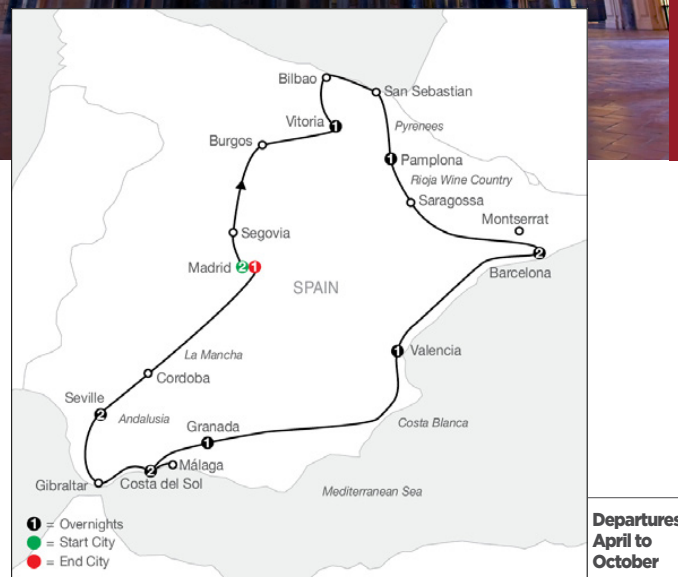 Bilbao
San Sebastian
Vitoria
1
Pyrenees
Burgos
1 Pamplona
Rioja Wine Country
Saragossa
Montserrat
Segovia
2
Madrid 2 1
Barcelona
SPAIN
1 Valencia
La Mancha
Cordoba
Seville
2
Andalusia
Costa Blanca
Granada
1
Málaga
2
Gibraltar
Costa del Sol
Mediterranean Sea
1 = Overnights
= Start City
= End City
Departures
April to
October